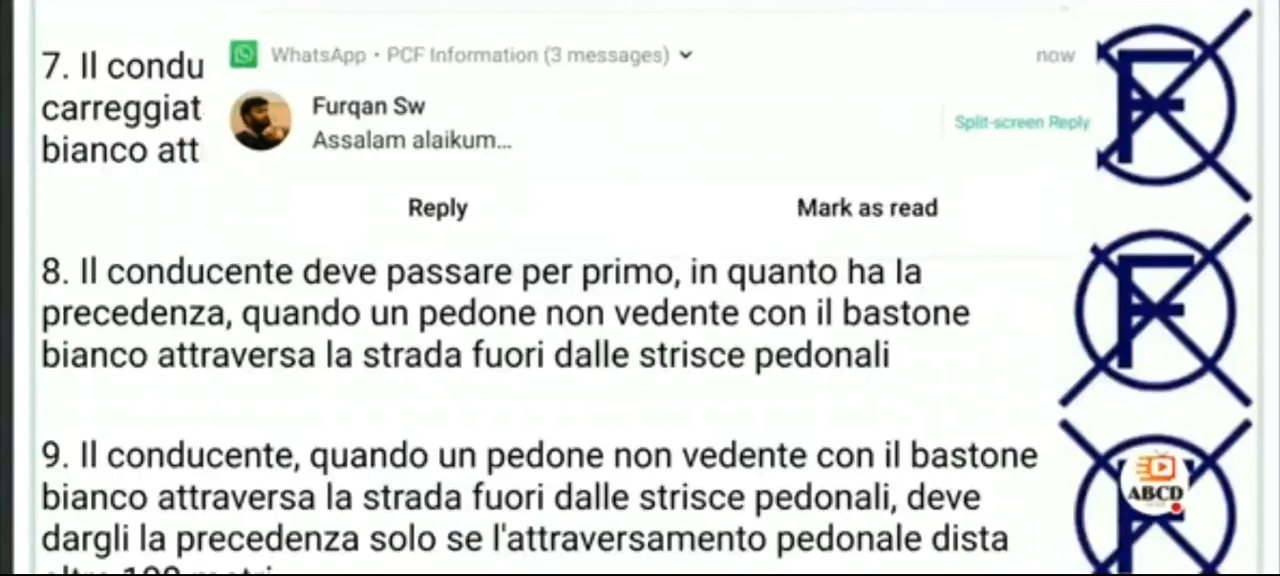 7. Il condu
carreggiat
bianco att
WhatsApp • PCF Information (3 messages)
now
Furqan Sw
Assalam alaikum...
Split-screen Reply
Reply
Mark as read
F
8. Il conducente deve passare per primo, in quanto ha la
precedenza, quando un pedone non vedente con il bastone
bianco attraversa la strada fuori dalle strisce pedonali
F
9. Il conducente, quando un pedone non vedente con il bastone
bianco attraversa la strada fuori dalle strisce pedonali, deve
dargli la precedenza solo se l'attraversamento pedonale dista
ABCD
F